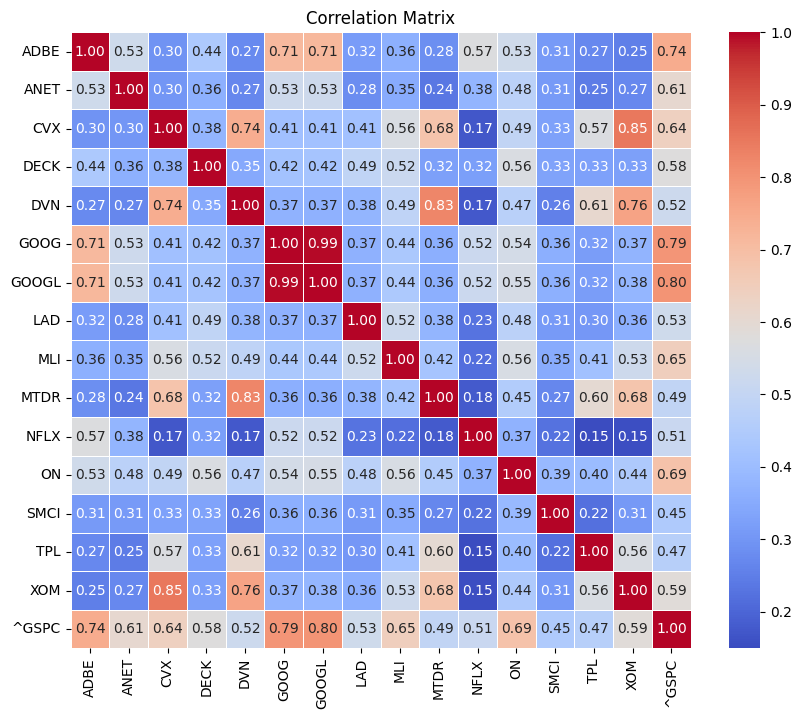 Correlation Matrix
ADBE 1.00 0.53 0.30 0.44 0.27 0.71 0.71 0.32 0.36 0.28 0.57 0.53 0.31 0.27 0.25 0.74
ANET 0.53 1.00 0.30 0.36 0.27 0.53 0.53 0.28 0.35 0.24 0.38 0.48 0.31 0.25 0.27 0.61
CVX 0.30 0.30 1.00 0.38 0.74 0.41 0.41 0.41 0.56 0.68 0.17 0.49 0.33 0.57 0.85 0.64
DECK 0.44 0.36 0.38 1.00 0.35 0.42 0.42 0.49 0.52 0.32 0.32 0.56 0.33 0.33 0.33 0.58
DVN 0.27 0.27 0.74 0.35 1.00 0.37 0.37 0.38 0.49 0.83 0.17 0.47 0.26 0.61 0.76 0.52
GOOG 0.71 0.53 0.41 0.42 0.37 1.00 0.99 0.37 0.44 0.36 0.52 0.54 0.36 0.32 0.37 0.79
GOOGL 0.71 0.53 0.41 0.42 0.37 0.99 1.00 0.37 0.44 0.36 0.52 0.55 0.36 0.32 0.38 0.80
LAD 0.32 0.28 0.41 0.49 0.38 0.37 0.37 1.00 0.52 0.38 0.23 0.48 0.31 0.30 0.36 0.53
MLI 0.36 0.35 0.56 0.52 0.49 0.44 0.44 0.52 1.00 0.42 0.22 0.56 0.35 0.41 0.53 0.65
MTDR 0.28 0.24 0.68 0.32 0.83 0.36 0.36 0.38 0.42 1.00 0.18 0.45 0.27 0.60 0.68 0.49
NFLX 0.57 0.38 0.17 0.32 0.17 0.52 0.52 0.23 0.22 0.18 1.00 0.37 0.22 0.15 0.15 0.51
ON 0.53 0.48 0.49 0.56 0.47 0.54 0.55 0.48 0.56 0.45 0.37 1.00 0.39 0.40 0.44 0.69
SMCI 0.31 0.31 0.33 0.33 0.26 0.36 0.36 0.31 0.35 0.27 0.22 0.39 1.00 0.22 0.31 0.45
TPL 0.27 0.25 0.57 0.33 0.61 0.32 0.32 0.30 0.41 0.60 0.15 0.40 0.22 1.00 0.56 0.47
XOM 0.25 0.27 0.85 0.33 0.76 0.37 0.38 0.36 0.53 0.68 0.15 0.44 0.31 0.56 1.00 0.59
^GSPC 0.74 0.61 0.64 0.58 0.52 0.79 0.80 0.53 0.65 0.49 0.51 0.69 0.45 0.47 0.59 1.00
ADBE ANET CVX DECK DVN GOOG GOOGL LAD MLI MTDR NFLX ON SMCI TPL XOM ^GSPC
1.0
0.9
0.8
0.7
0.6
0.5
0.4
0.3
0.2